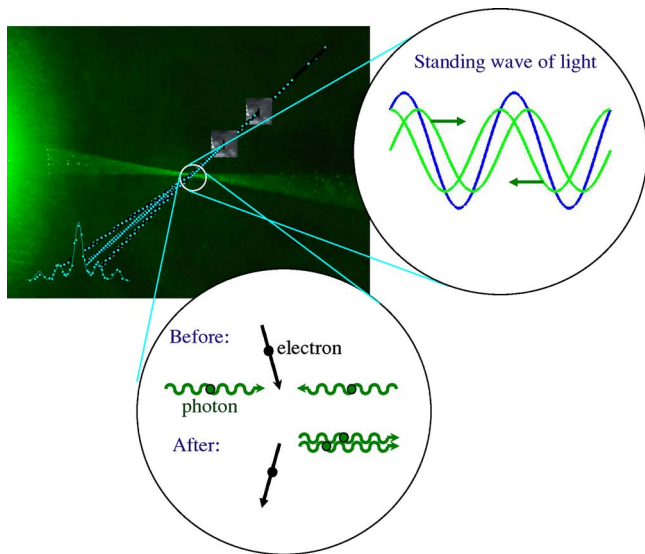 Standing wave of light
Before:
electron
photon
After: